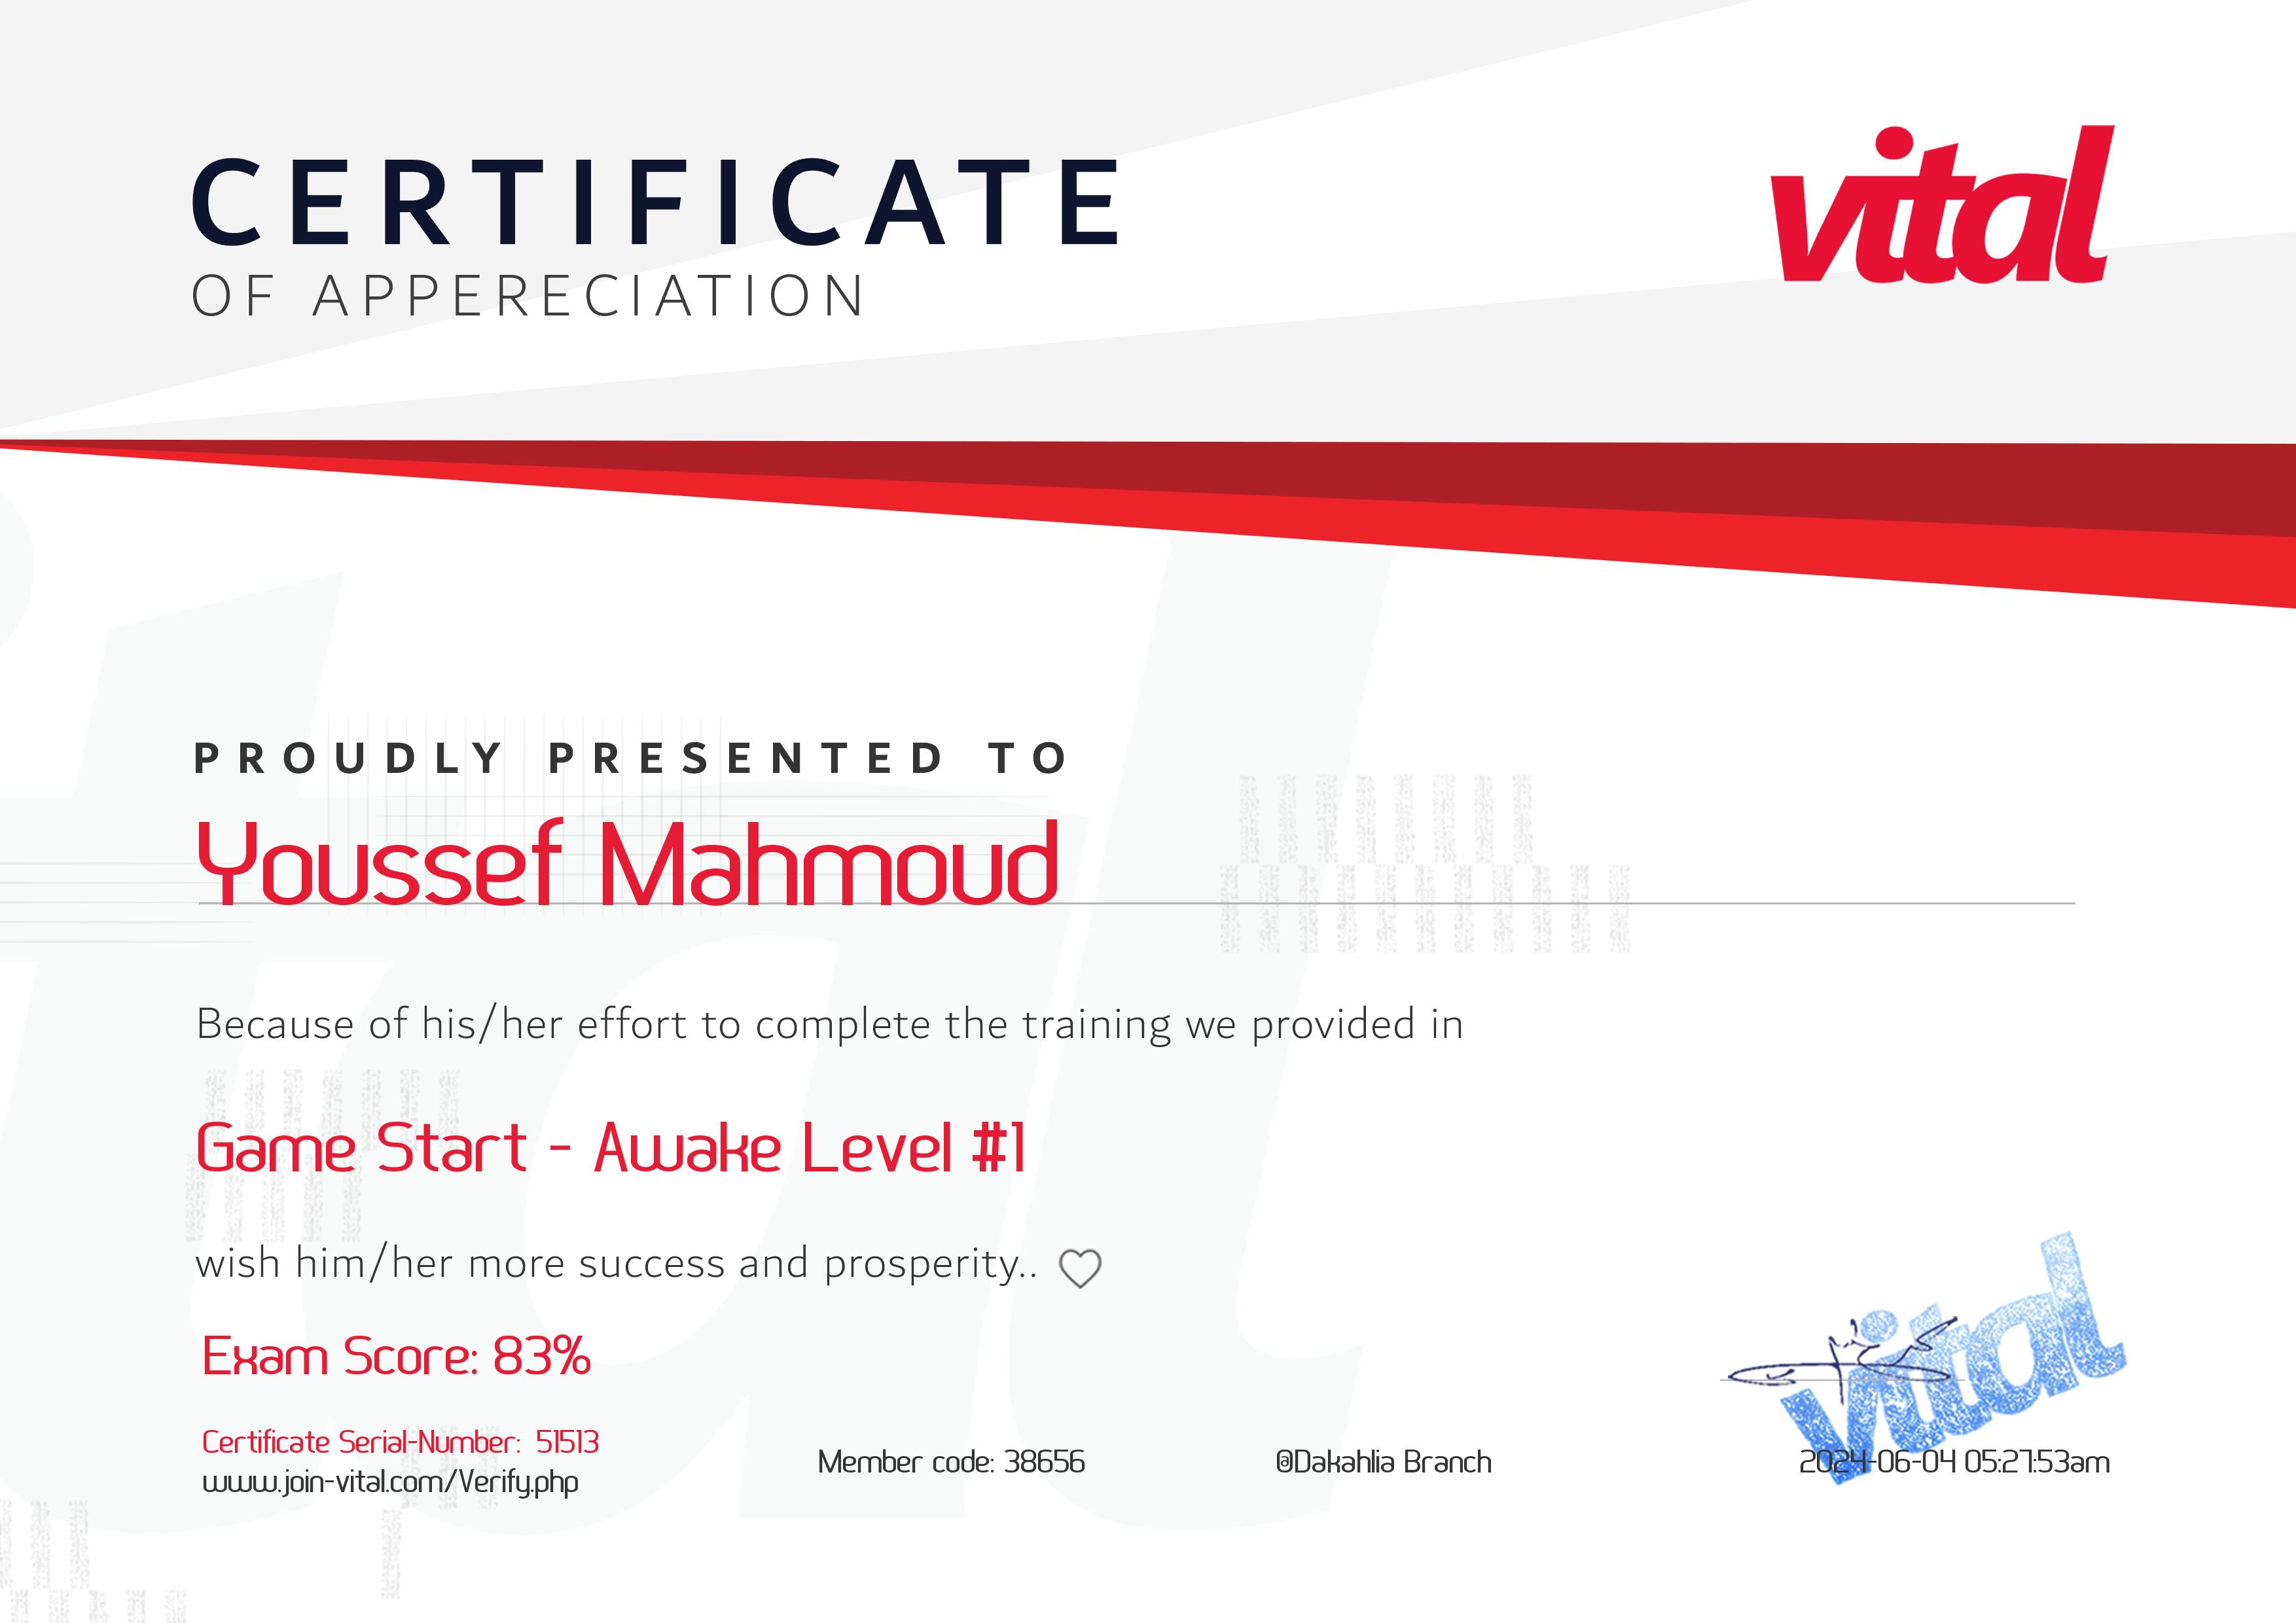 CERTIFICATE
OF APPERECIATION
vital
PROUDLY PRESENTED TO
Youssef Mahmoud
Because of his/her effort to complete the training we provided in
Game Start - Awake Level #1
wish him/her more success and prosperity..
Exam Score: 83%
vital
Certificate Serial-Number: 51513
www.join-vital.com/Verify.php
Member code: 38656
@Dakahlia Branch
2024-06-04 05:27:53am